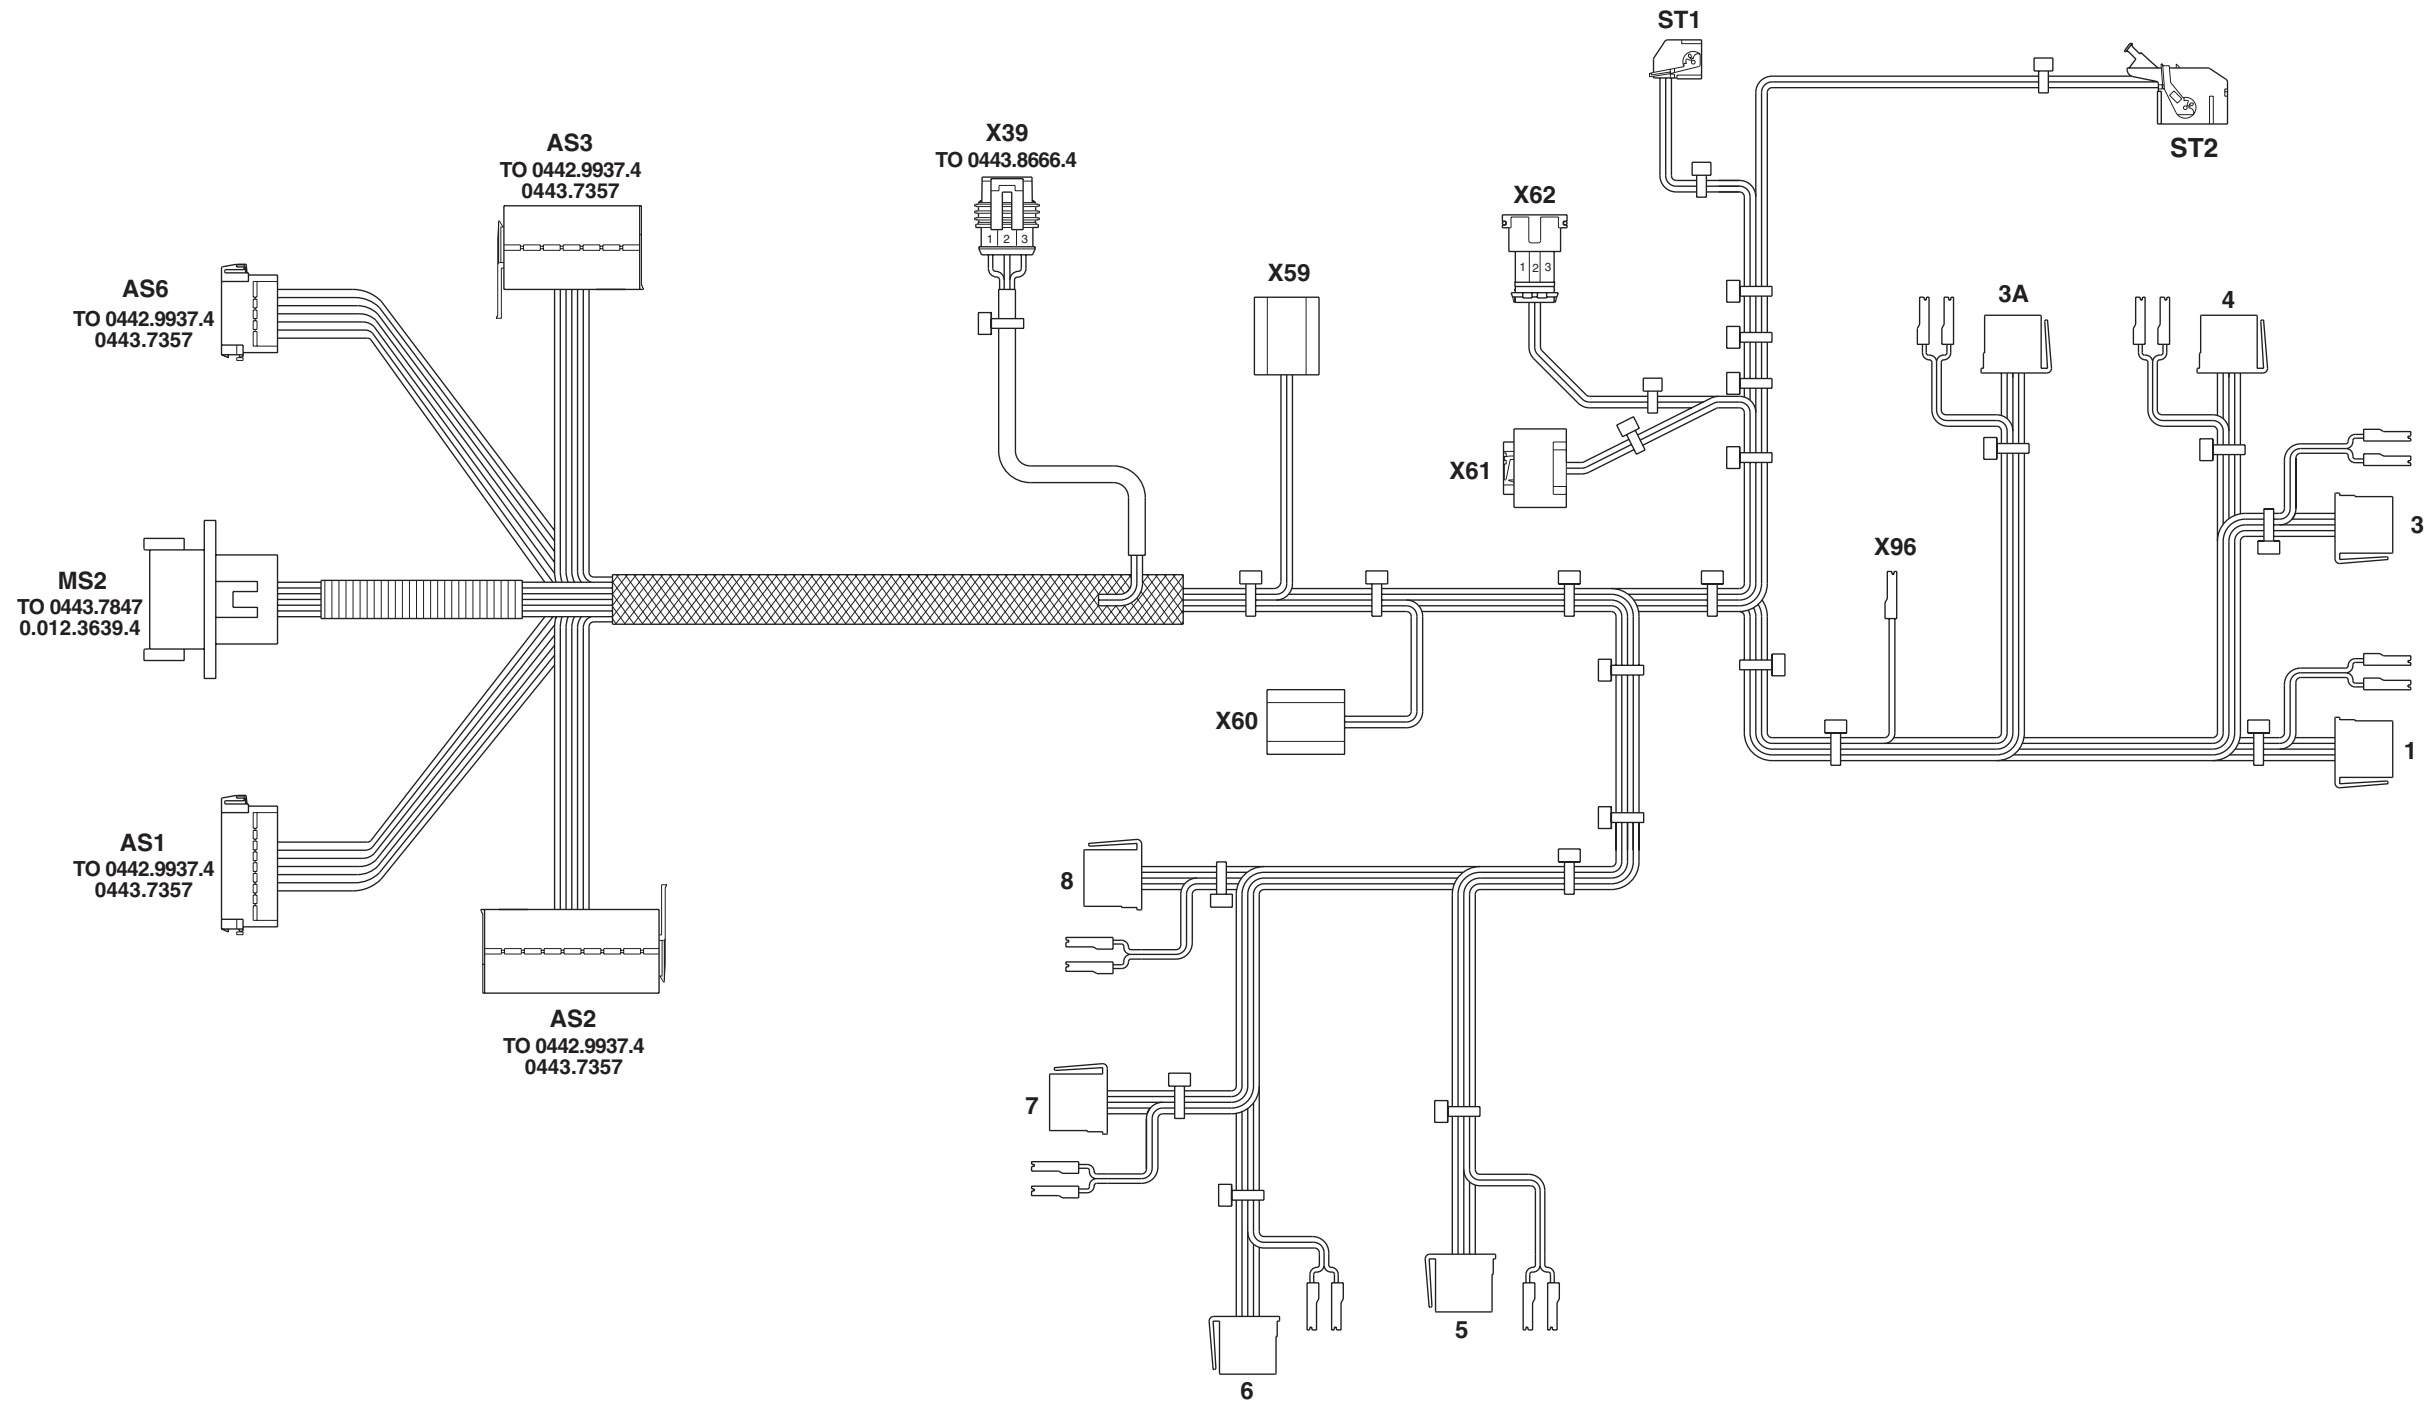 ST1
ST2
AS3
TO 0442.9937.4
0443.7357
X39
TO 0443.8666.4
1 2 3
X62
1 2 3
X59
AS6
TO 0442.9937.4
0443.7357
3A
4
X61
3
X96
MS2
TO 0443.7847
0.012.3639.4
X60
1
AS1
TO 0442.9937.4
0443.7357
8
AS2
TO 0442.9937.4
0443.7357
7
5
6